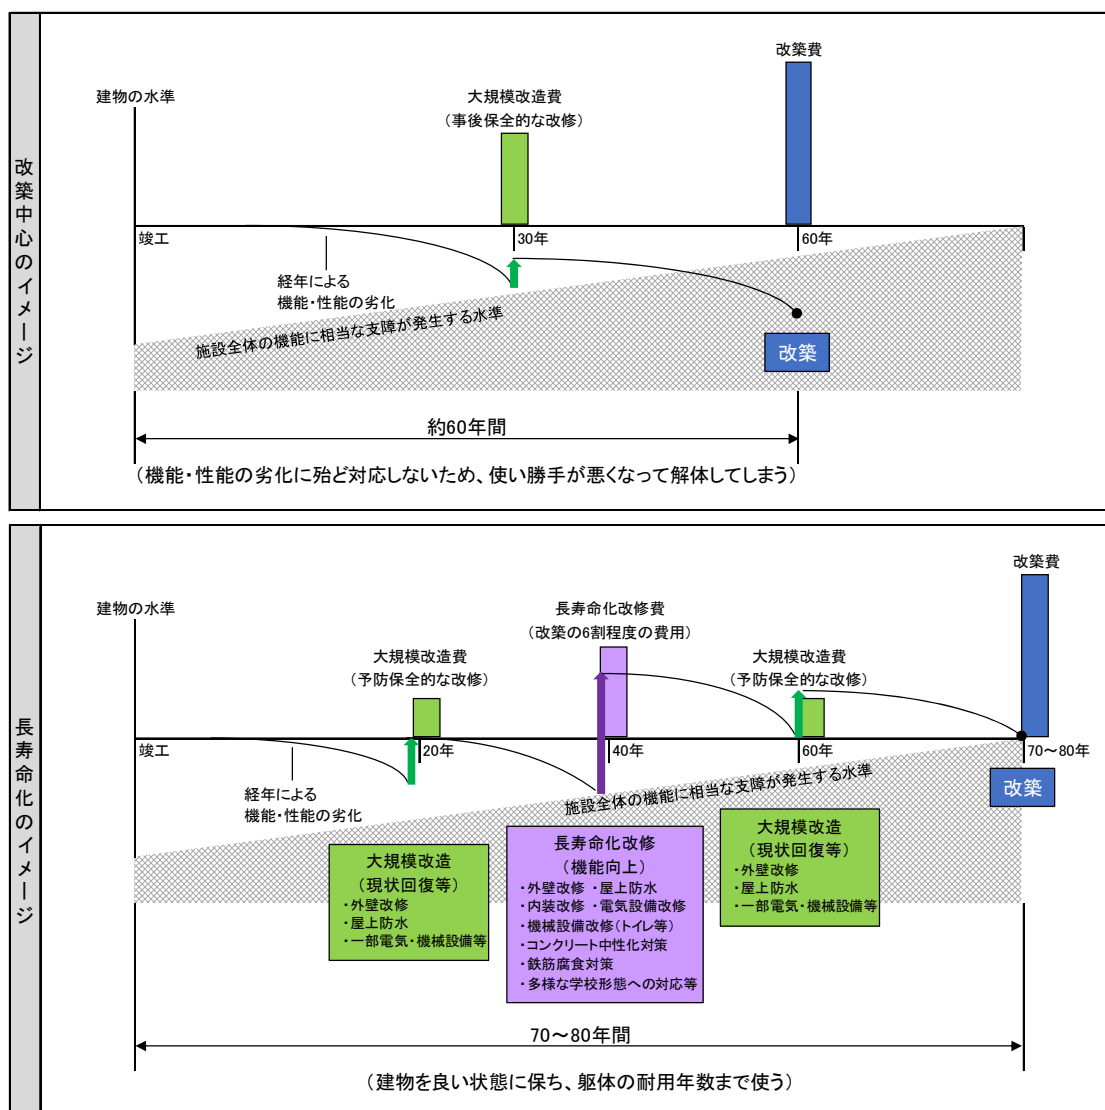 改築中心のイメージ
建物の水準
大規模改造費
（事後保全的な改修）
改築費
竣工
30年
60年
経年による
機能・性能の劣化
施設全体の機能に相当な支障が発生する水準
改築
約60年間
（機能・性能の劣化に殆ど対応しないため、使い勝手が悪くなって解体してしまう）
長寿命化のイメージ
建物の水準
大規模改造費
（予防保全的な改修）
長寿命化改修費
（改築の6割程度の費用）
大規模改造費
（予防保全的な改修）
改築費
竣工
20年
40年
60年
70～80年
経年による
機能・性能の劣化
施設全体の機能に相当な支障が発生する水準
改築
大規模改造
（現状回復等）
・外壁改修
・屋上防水
・一部電気・機械設備等
長寿命化改修
（機能向上）
・外壁改修 ・屋上防水
・内装改修 ・電気設備改修
・機械設備改修（トイレ等）
・コンクリート中性化対策
・鉄筋腐食対策
・多様な学校形態への対応等
大規模改造
（現状回復等）
・外壁改修
・屋上防水
・一部電気・機械設備等
70～80年間
（建物を良い状態に保ち、躯体の耐用年数まで使う）